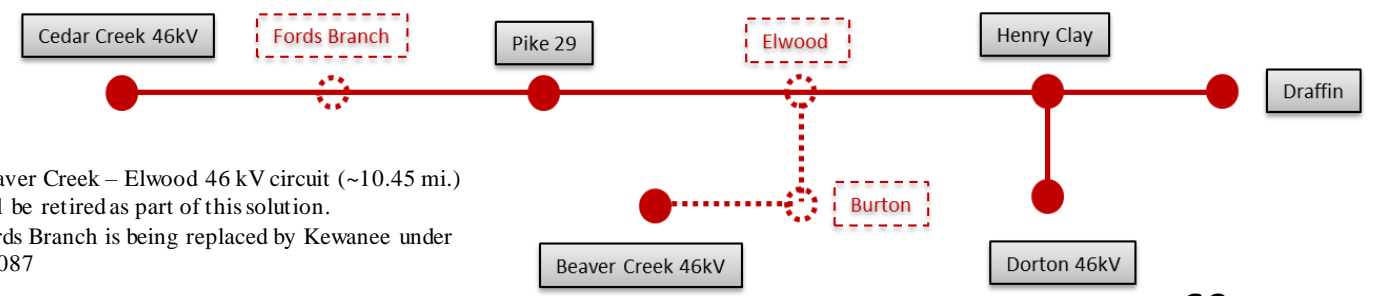 Cedar Creek 46kV
Fords Branch
Pike 29
Elwood
Henry Clay
Draffin
Beaver Creek 46kV
Burton
Dorton 46kV
Creek – Elwood 46 kV circuit (~10.45 mi.)
be retired as part of this solution.
Branch is being replaced by Kewanee under
087